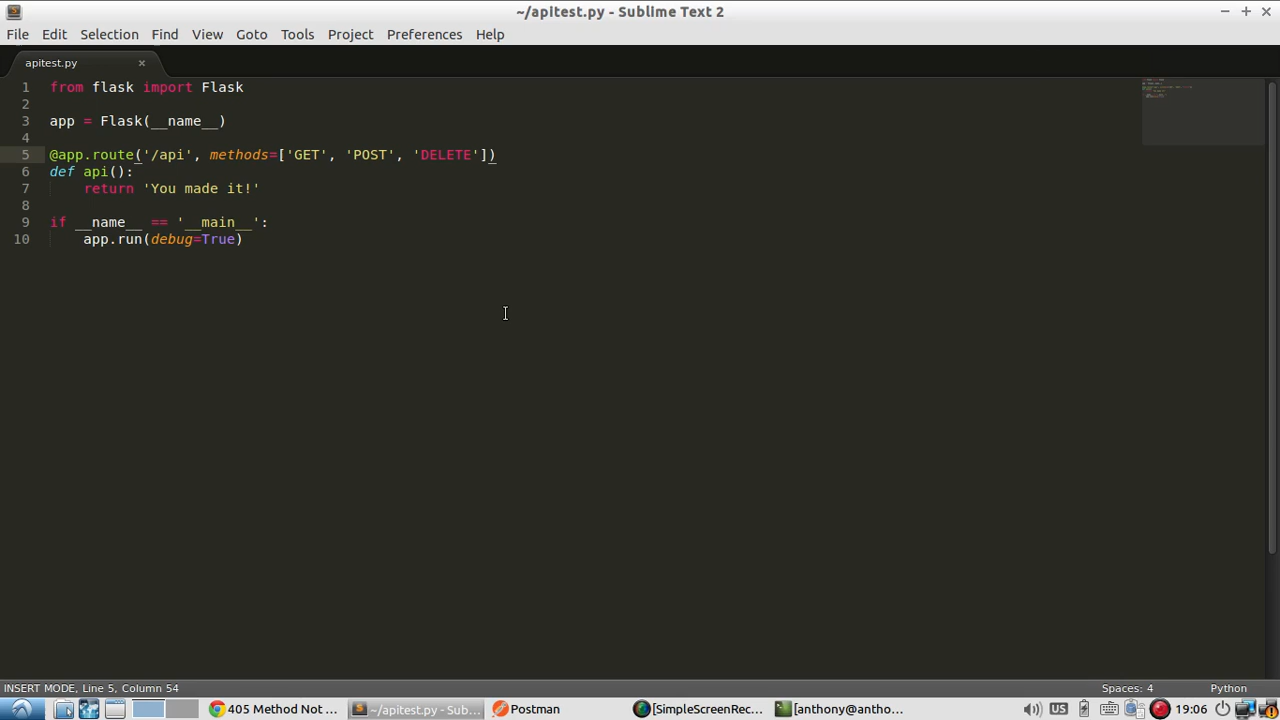 ~/apitest.py - Sublime Text 2
File Edit Selection Find View Goto Tools Project Preferences Help
apitest.py ×
1 from flask import Flask
2
3 app = Flask(__name__)
4
5 @app.route('/api', methods=['GET', 'POST', 'DELETE'])
6 def api():
7     return 'You made it!'
8
9 if __name__ == '__main__':
10     app.run(debug=True)
INSERT MODE, Line 5, Column 54 Spaces: 4 Python
405 Method Not ... ~/apitest.py - Sub... Postman [SimpleScreenRec... [anthony@antho... US 19:06